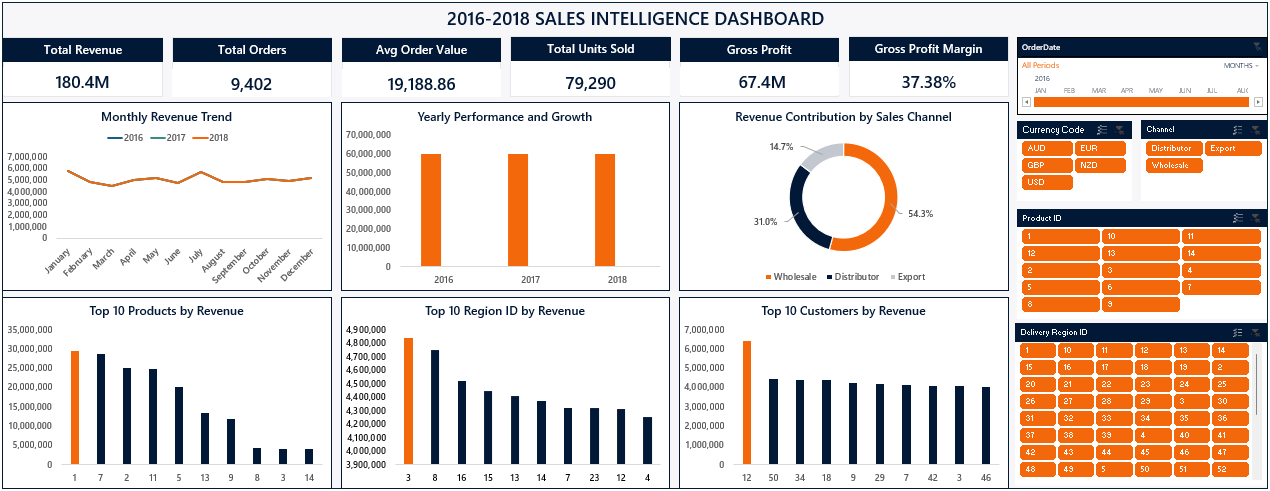 2016-2018 SALES INTELLIGENCE DASHBOARD
Total Revenue
180.4M
Total Orders
9,402
Avg Order Value
19,188.86
Total Units Sold
79,290
Gross Profit
67.4M
Gross Profit Margin
37.38%
OrderDate
All Periods
MONTHS
2016
JAN FEB MAR APR MAY JUN JUL AUG
Monthly Revenue Trend
2016 2017 2018
7,000,000
6,000,000
5,000,000
4,000,000
3,000,000
2,000,000
1,000,000
0
January February March April May June July August September October November December
Yearly Performance and Growth
70,000,000
60,000,000
50,000,000
40,000,000
30,000,000
20,000,000
10,000,000
0
2016 2017 2018
Revenue Contribution by Sales Channel
14.7%
31.0%
54.3%
Wholesale Distributor Export
Currency Code
AUD EUR
GBP NZD
USD
Channel
Distributor Export
Wholesale
Product ID
1 10 11
12 13 14
2 3 4
5 6 7
8 9
Top 10 Products by Revenue
35,000,000
30,000,000
25,000,000
20,000,000
15,000,000
10,000,000
5,000,000
0
1 7 2 11 5 13 9 8 3 14
Top 10 Region ID by Revenue
4,900,000
4,800,000
4,700,000
4,600,000
4,500,000
4,400,000
4,300,000
4,200,000
4,100,000
4,000,000
3,900,000
3 8 16 15 13 14 7 23 12 4
Top 10 Customers by Revenue
7,000,000
6,000,000
5,000,000
4,000,000
3,000,000
2,000,000
1,000,000
0
12 50 34 18 9 29 7 42 3 46
Delivery Region ID
1 10 11 12 13 14
15 16 17 18 19 2
20 21 22 23 24 25
26 27 28 29 3 30
31 32 33 34 35 36
37 38 39 4 40 41
42 43 44 45 46 47
48 49 5 50 51 52